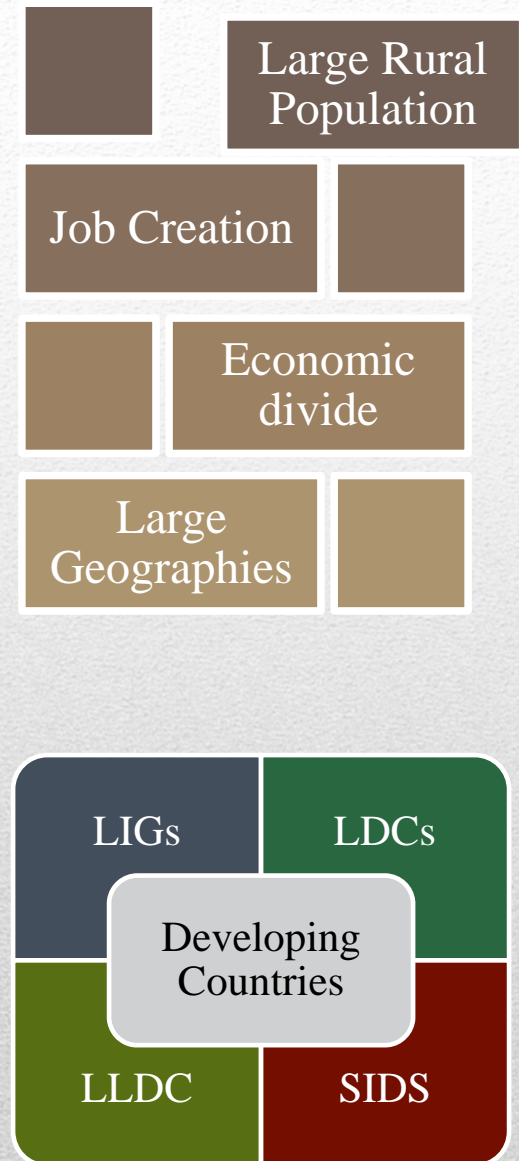 Large Rural
Population
Job Creation
Economic
divide
Large
Geographies
LIGs
LDCs
Developing
Countries
LLDC
SIDS